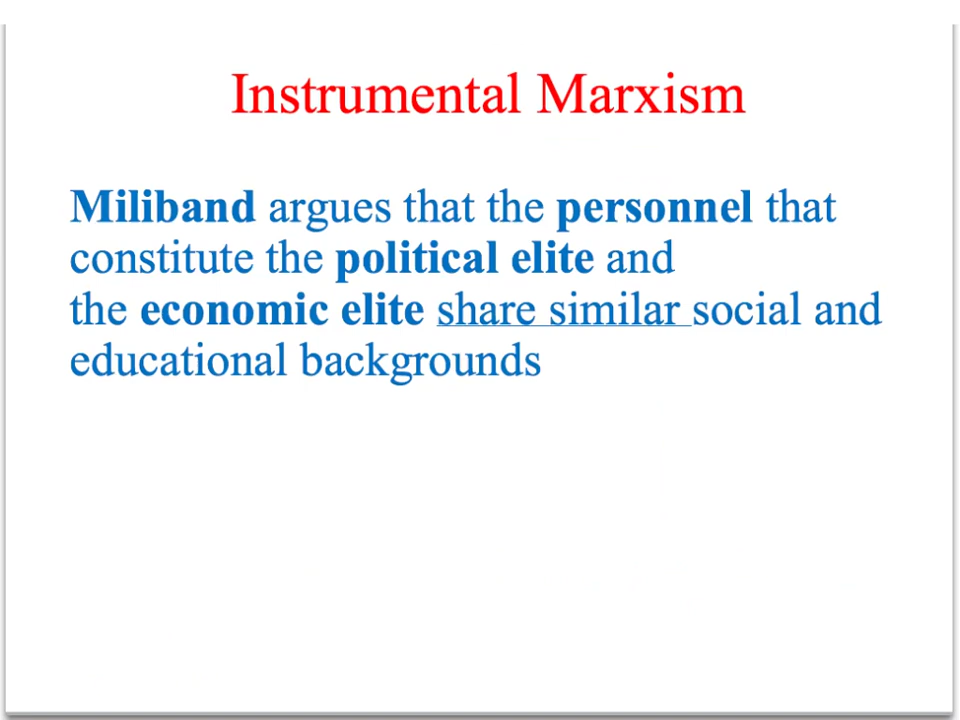 Instrumental Marxism
Miliband argues that the personnel that
constitute the political elite and
the economic elite share similar social and
educational backgrounds